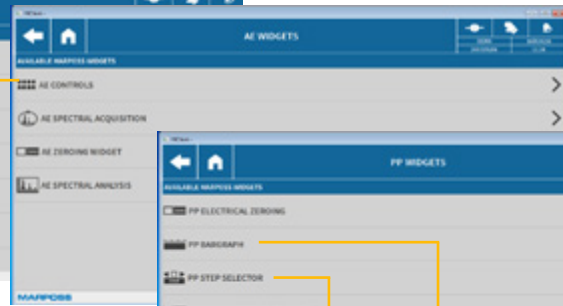 AE WIDGETS
AVAILABLE MARPOSS WIDGETS
AE CONTROLS
AE SPECTRAL ACQUISITION
AE ZEROING WIDGET
AE SPECTRAL ANALYSIS
MARPOSS
PP WIDGETS
AVAILABLE MARPOSS WIDGETS
PP ELECTRICAL ZEROING
PP BARGRAPH
PP STEP SELECTOR